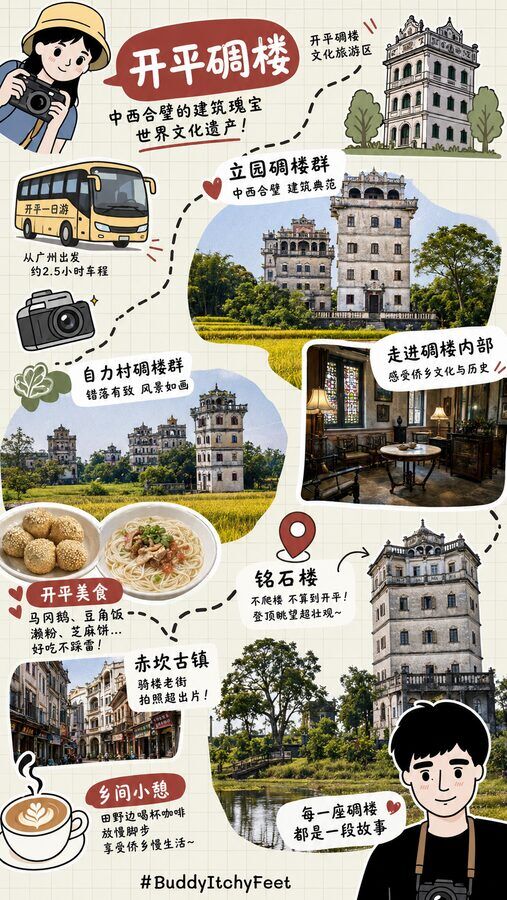 开平碉楼
中西合璧的建筑瑰宝
世界文化遗产!
开平碉楼
文化旅游区
立园碉楼群
中西合璧 建筑典范
开平一日游
从广州出发
约2.5小时车程
自力村碉楼群
错落有致 风景如画
走进碉楼内部
感受侨乡文化与历史
铭石楼
不爬楼 不算到开平!
登顶眺望超壮观~
开平美食
马冈鹅、豆角饭
濑粉、芝麻饼...
好吃不踩雷!
赤坎古镇
骑楼老街
拍照超出片!
乡间小憩
田野边喝杯咖啡
放慢脚步
享受侨乡慢生活~
每一座碉楼
都是一段故事
#BuddyItchyFeet